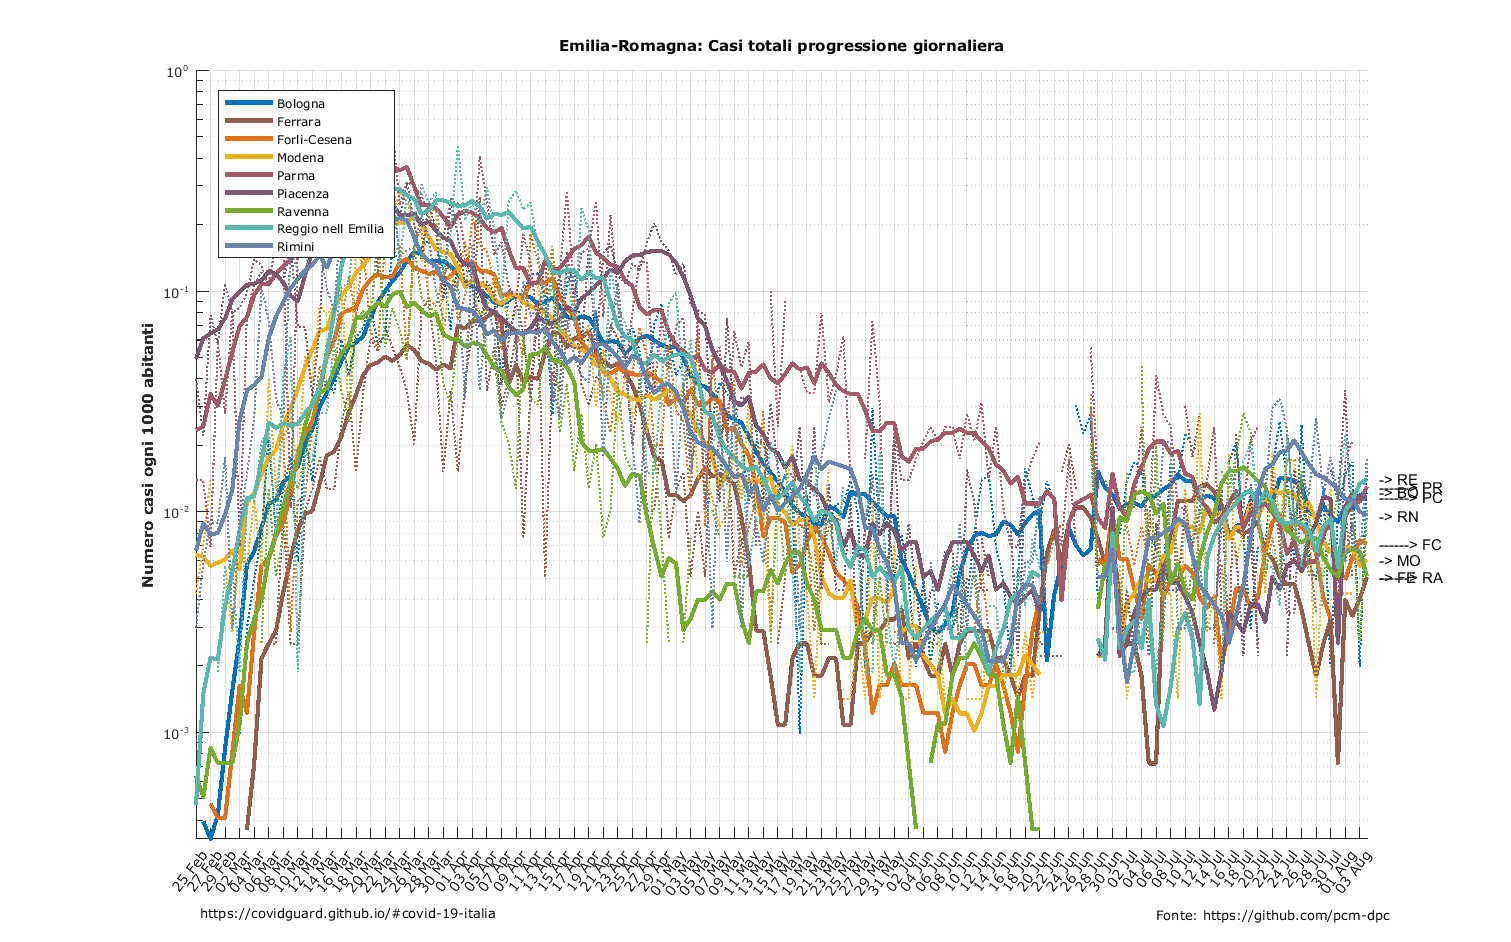 Emilia-Romagna: Casi totali progressione giornaliera
Numero casi ogni 1000 abitanti
10^0
10^-1
10^-2
10^-3
Bologna
Ferrara
Forlì-Cesena
Modena
Parma
Piacenza
Ravenna
Reggio nell Emilia
Rimini
-> RE
PR
-> PC
-> RN
------> FC
-> MO
-> FE
RA
25 Feb
27 Feb
29 Feb
02 Mar
04 Mar
06 Mar
08 Mar
10 Mar
12 Mar
14 Mar
16 Mar
18 Mar
20 Mar
22 Mar
24 Mar
26 Mar
28 Mar
30 Mar
01 Apr
03 Apr
05 Apr
07 Apr
09 Apr
11 Apr
13 Apr
15 Apr
17 Apr
19 Apr
21 Apr
23 Apr
25 Apr
27 Apr
29 Apr
01 May
03 May
05 May
07 May
09 May
11 May
13 May
15 May
17 May
19 May
21 May
23 May
25 May
27 May
29 May
31 May
02 Jun
04 Jun
06 Jun
08 Jun
10 Jun
12 Jun
14 Jun
16 Jun
18 Jun
20 Jun
22 Jun
24 Jun
26 Jun
28 Jun
30 Jun
02 Jul
04 Jul
06 Jul
08 Jul
10 Jul
12 Jul
14 Jul
16 Jul
18 Jul
20 Jul
22 Jul
24 Jul
26 Jul
28 Jul
30 Jul
01 Aug
03 Aug
https://covidguard.github.io/#covid-19-italia
Fonte: https://github.com/pcm-dpc